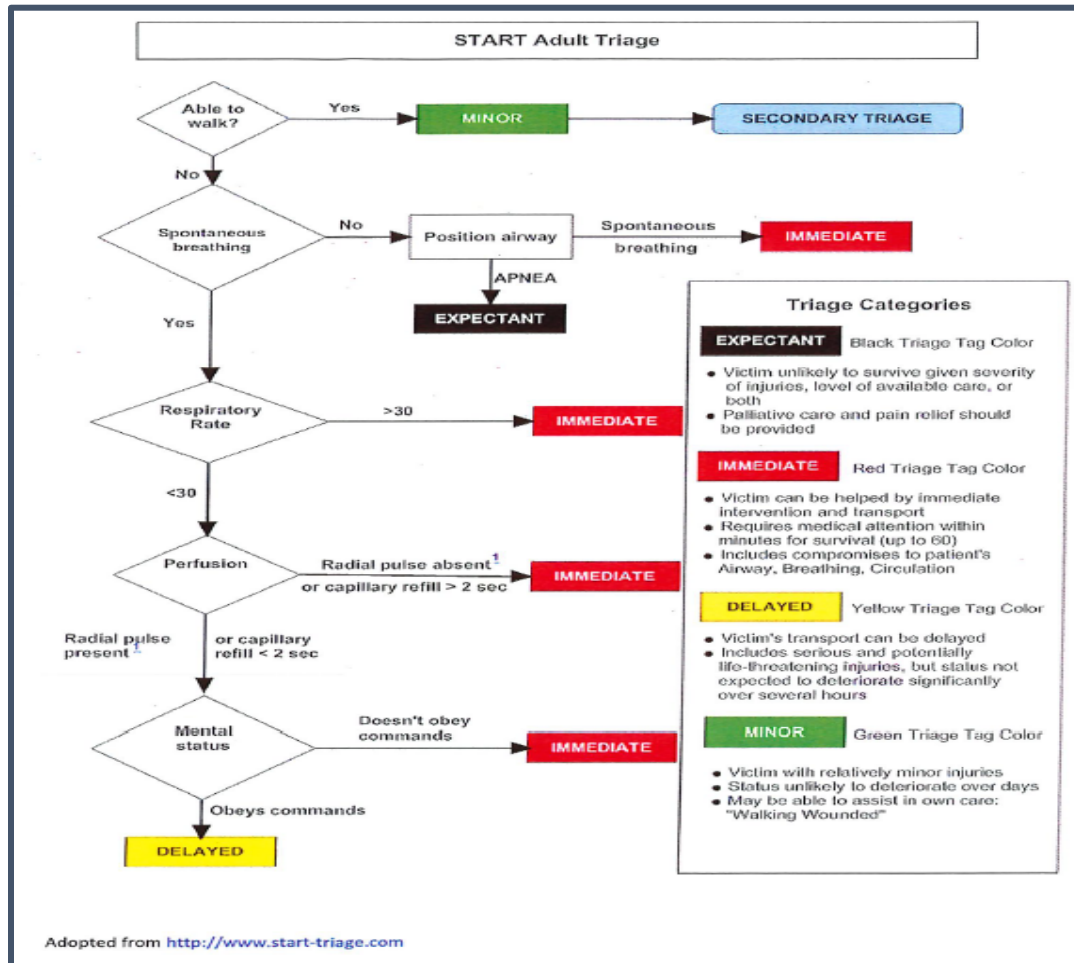 START Adult Triage
Able to
walk?
Yes
MINOR
SECONDARY TRIAGE
No
Spontaneous
breathing
No
Position airway
Spontaneous
breathing
IMMEDIATE
APNEA
EXPECTANT
Yes
Respiratory
Rate
>30
IMMEDIATE
<30
Perfusion
Radial pulse absent 1
or capillary refill > 2 sec
IMMEDIATE
Radial pulse
present 1
or capillary
refill < 2 sec
Mental
status
Doesn't obey
commands
IMMEDIATE
Obeys commands
DELAYED
Triage Categories
EXPECTANT Black Triage Tag Color
• Victim unlikely to survive given severity
of injuries, level of available care, or
both
• Palliative care and pain relief should
be provided
IMMEDIATE Red Triage Tag Color
• Victim can be helped by immediate
intervention and transport
• Requires medical attention within
minutes for survival (up to 60)
• Includes compromises to patient's
Airway, Breathing, Circulation
DELAYED Yellow Triage Tag Color
• Victim's transport can be delayed
• Includes serious and potentially
life-threatening injuries, but status not
expected to deteriorate significantly
over several hours
MINOR Green Triage Tag Color
• Victim with relatively minor injuries
• Status unlikely to deteriorate over days
• May be able to assist in own care:
"Walking Wounded"
Adopted from http://www.start-triage.com